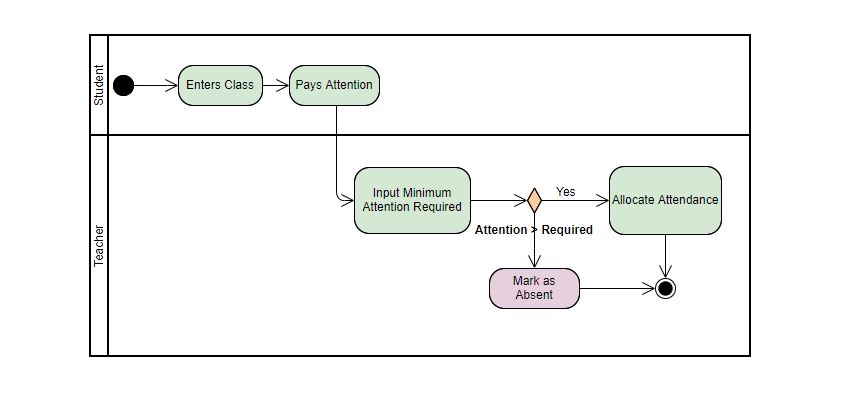 Student
Enters Class
Pays Attention
Teacher
Input Minimum
Attention Required
Yes
Allocate Attendance
Attention > Required
Mark as
Absent